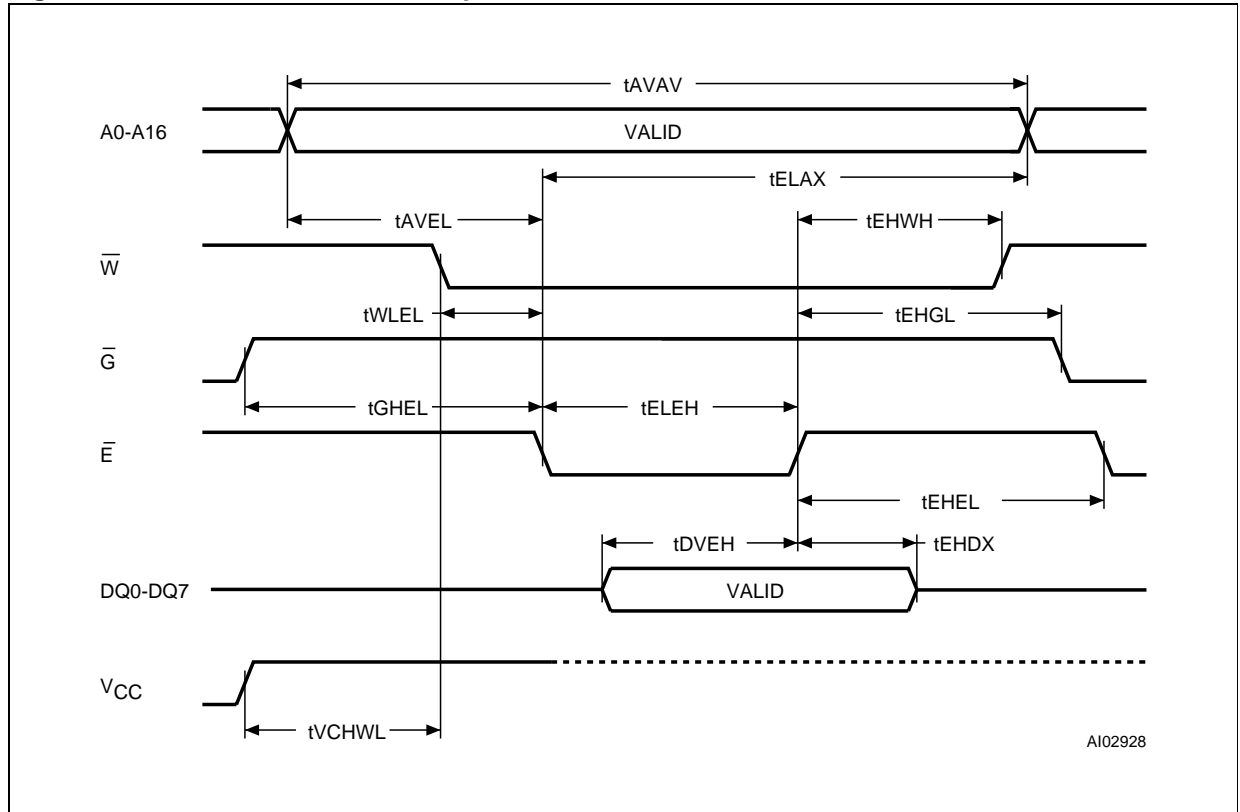 tAVAV
A0-A16
VALID
tELAX
tAVEL
tEHWH
W̅
tWLEL
tEHGL
G̅
tGHEL
tELEH
E̅
tEHEL
tDVEH
tEHDX
DQ0-DQ7
VALID
VCC
tVCHWL
AI02928